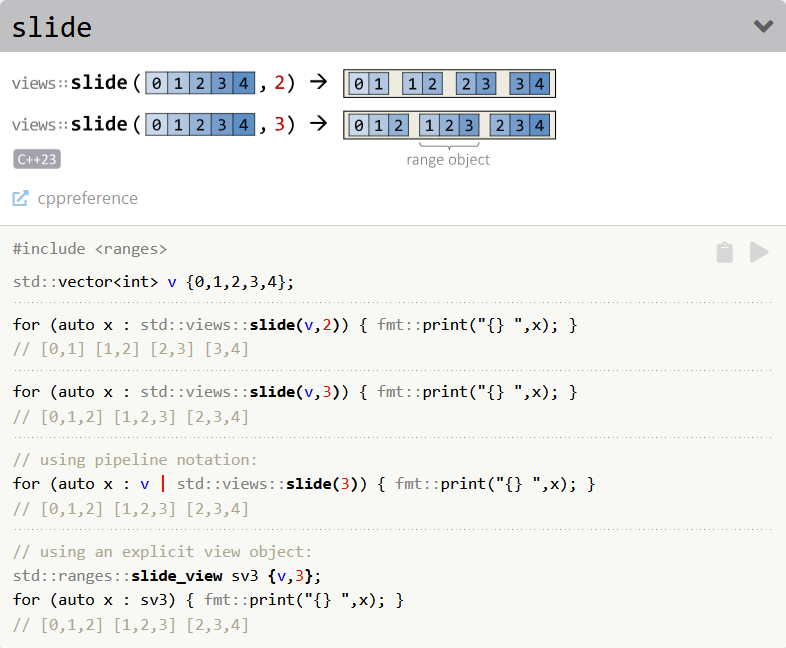 slide
views::slide( 0 1 2 3 4 , 2) → 0 1 1 2 2 3 3 4
views::slide( 0 1 2 3 4 , 3) → 0 1 2 1 2 3 2 3 4
range object
C++23
cppreference
#include <ranges>
std::vector<int> v {0,1,2,3,4};
for (auto x : std::views::slide(v,2)) { fmt::print("{} ",x); }
// [0,1] [1,2] [2,3] [3,4]
for (auto x : std::views::slide(v,3)) { fmt::print("{} ",x); }
// [0,1,2] [1,2,3] [2,3,4]
// using pipeline notation:
for (auto x : v | std::views::slide(3)) { fmt::print("{} ",x); }
// [0,1,2] [1,2,3] [2,3,4]
// using an explicit view object:
std::ranges::slide_view sv3 {v,3};
for (auto x : sv3) { fmt::print("{} ",x); }
// [0,1,2] [1,2,3] [2,3,4]